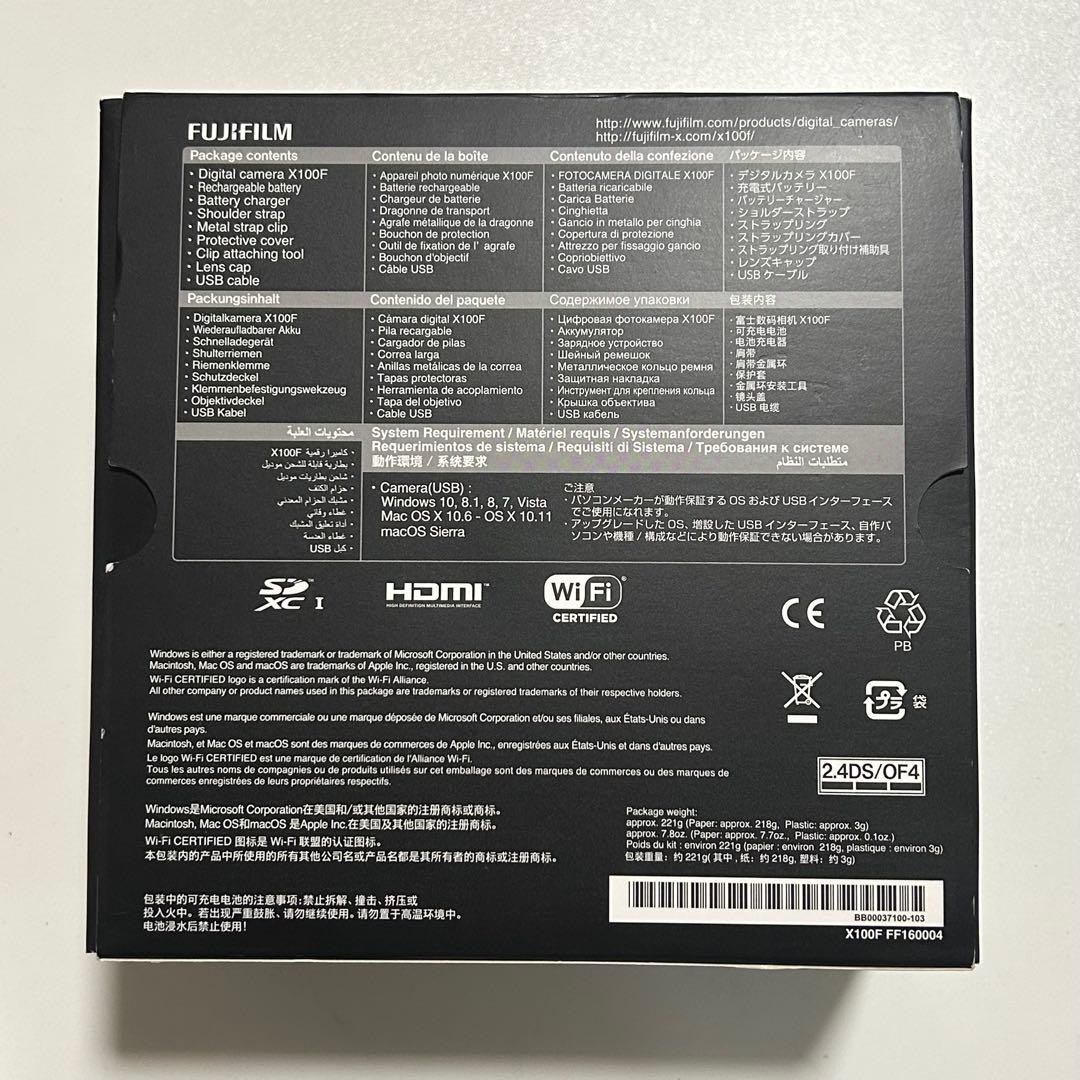 FUJIFILM
http://www.fujifilm.com/products/digital_cameras/
http://fujifilm-x.com/x100f/
Package contents
・Digital camera X100F
・Rechargeable battery
・Battery charger
・Shoulder strap
・Metal strap clip
・Protective cover
・Clip attaching tool
・Lens cap
・USB cable
Contenu de la boîte
・Appareil photo numérique X100F
・Batterie rechargeable
・Chargeur de batterie
・Dragonne de transport
・Agrafe métallique de la dragonne
・Bouchon de protection
・Outil de fixation de l' agrafe
・Bouchon d'objectif
・Câble USB
Contenuto della confezione
・FOTOCAMERA DIGITALE X100F
・Batteria ricaricabile
・Carica Batterie
・Cinghietta
・Gancio in metallo per cinghia
・Copertura di protezione
・Attrezzo per fissaggio gancio
・Copriobiettivo
・Cavo USB
パッケージ内容
・デジタルカメラ X100F
・充電式バッテリー
・バッテリーチャージャー
・ショルダーストラップ
・ストラップリング
・ストラップリングカバー
・ストラップリング取り付け補助具
・レンズキャップ
・USB ケーブル
Packungsinhalt
・Digitalkamera X100F
・Wiederaufladbarer Akku
・Schnelladegerät
・Shulterriemen
・Riemenklemme
・Schutzdeckel
・Klemmenbefestigungswekzeug
・Objektivdeckel
・USB Kabel
Contenido del paquete
・Cámara digital X100F
・Pila recargable
・Cargador de pilas
・Correa larga
・Anillas metálicas de la correa
・Tapas protectoras
・Herramienta de acoplamiento
・Tapa del objetivo
・Cable USB
Содержимое упаковки
・Цифровая фотокамера X100F
・Аккумулятор
・Зарядное устройство
・Шейный ремешок
・Металлическое кольцо ремня
・Защитная накладка
・Инструмент для крепления кольца
・Крышка объектива
・USB кабель
包装内容
・富士数码相机 X100F
・可充电电池
・电池充电器
・肩带
・肩带金属环
・保护套
・金属环安装工具
・镜头盖
・USB 电缆
محتويات العلبة
・كاميرا رقمية X100F
・بطارية قابلة للشحن موديل
・شاحن بطاريات موديل
・حزام الكتف
・مشبك الحزام المعدني
・غطاء وقائي
・أداة تعليق المشبك
・غطاء العدسة
・كبل USB
System Requirement / Matériel requis / Systemanforderungen
Requerimientos de sistema / Requisiti di Sistema / Требования к системе
動作環境 / 系统要求 متطلبات النظام
・Camera(USB) :
Windows 10, 8.1, 8, 7, Vista
Mac OS X 10.6 - OS X 10.11
macOS Sierra
ご注意
・パソコンメーカーが動作保証する OS および USB インターフェース
でご使用になれます。
・アップグレードした OS、増設した USB インターフェース、自作パ
ソコンや機種 / 構成などにより動作保証できない場合があります。
SD XC I
HDMI
HIGH DEFINITION MULTIMEDIA INTERFACE
Wi Fi
CERTIFIED
CE
PB
Windows is either a registered trademark or trademark of Microsoft Corporation in the United States and/or other countries.
Macintosh, Mac OS and macOS are trademarks of Apple Inc., registered in the U.S. and other countries.
Wi-Fi CERTIFIED logo is a certification mark of the Wi-Fi Alliance.
All other company or product names used in this package are trademarks or registered trademarks of their respective holders.
プラ 袋
Windows est une marque commerciale ou une marque déposée de Microsoft Corporation et/ou ses filiales, aux États-Unis ou dans
d'autres pays.
Macintosh, et Mac OS et macOS sont des marques de commerces de Apple Inc., enregistrées aux États-Unis et dans d'autres pays.
Le logo Wi-Fi CERTIFIED est une marque de certification de l'Alliance Wi-Fi.
Tous les autres noms de compagnies ou de produits utilisés sur cet emballage sont des marques de commerces ou des marques de
commerces enregistrées de leurs propriétaires respectifs.
2.4DS/OF4
Windows是Microsoft Corporation在美国和/或其他国家的注册商标或商标。
Macintosh, Mac OS和macOS 是Apple Inc.在美国及其他国家的注册商标。
Wi-Fi CERTIFIED 图标是 Wi-Fi 联盟的认证图标。
本包装内的产品中所使用的所有其他公司名或产品名都是其所有者的商标或注册商标。
Package weight:
approx. 221g (Paper: approx. 218g, Plastic: approx. 3g)
approx. 7.8oz. (Paper: approx. 7.7oz., Plastic: approx. 0.1oz.)
Poids du kit : environ 221g (papier : environ 218g, plastique : environ 3g)
包装重量: 约 221g( 其中 , 纸 : 约 218g, 塑料: 约 3g)
包装中的可充电电池的注意事项:禁止拆解、撞击、挤压或
投入火中。若出现严重鼓胀、请勿继续使用。请勿置于高温环境中。
电池浸水后禁止使用!
BB00037100-103
X100F FF160004